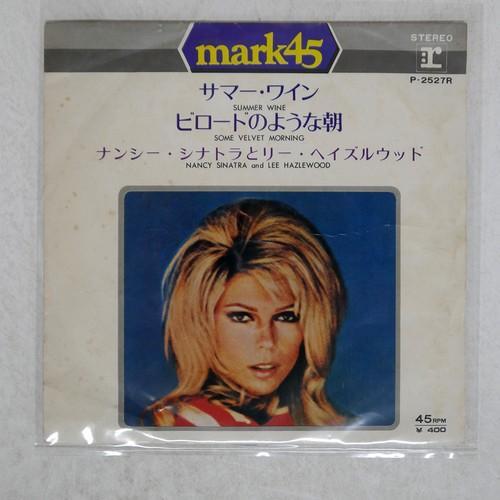 mark45
STEREO
r
P-2527R
サマー・ワイン
SUMMER WINE
ビロードのような朝
SOME VELVET MORNING
ナンシー・シナトラとリー・ヘイズルウッド
NANCY SINATRA and LEE HAZLEWOOD
45RPM
¥ 400